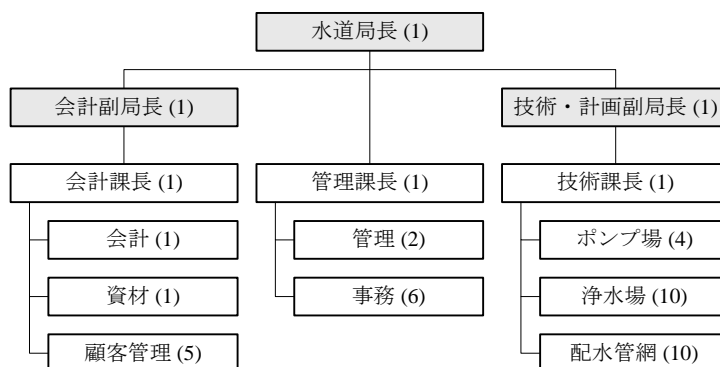 水道局長 (1)
会計副局長 (1)
技術・計画副局長 (1)
会計課長 (1)
管理課長 (1)
技術課長 (1)
会計 (1)
管理 (2)
ポンプ場 (4)
資材 (1)
事務 (6)
浄水場 (10)
顧客管理 (5)
配水管網 (10)